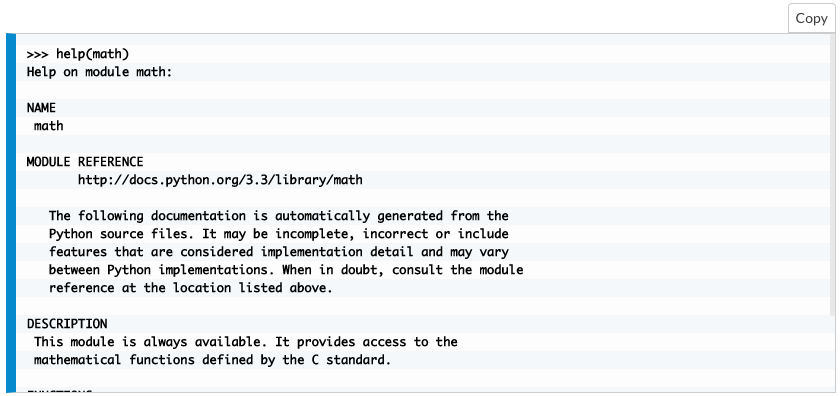 Copy
>>> help(math)
Help on module math:
NAME
math
MODULE REFERENCE
http://docs.python.org/3.3/library/math
The following documentation is automatically generated from the
Python source files. It may be incomplete, incorrect or include
features that are considered implementation detail and may vary
between Python implementations. When in doubt, consult the module
reference at the location listed above.
DESCRIPTION
This module is always available. It provides access to the
mathematical functions defined by the C standard.